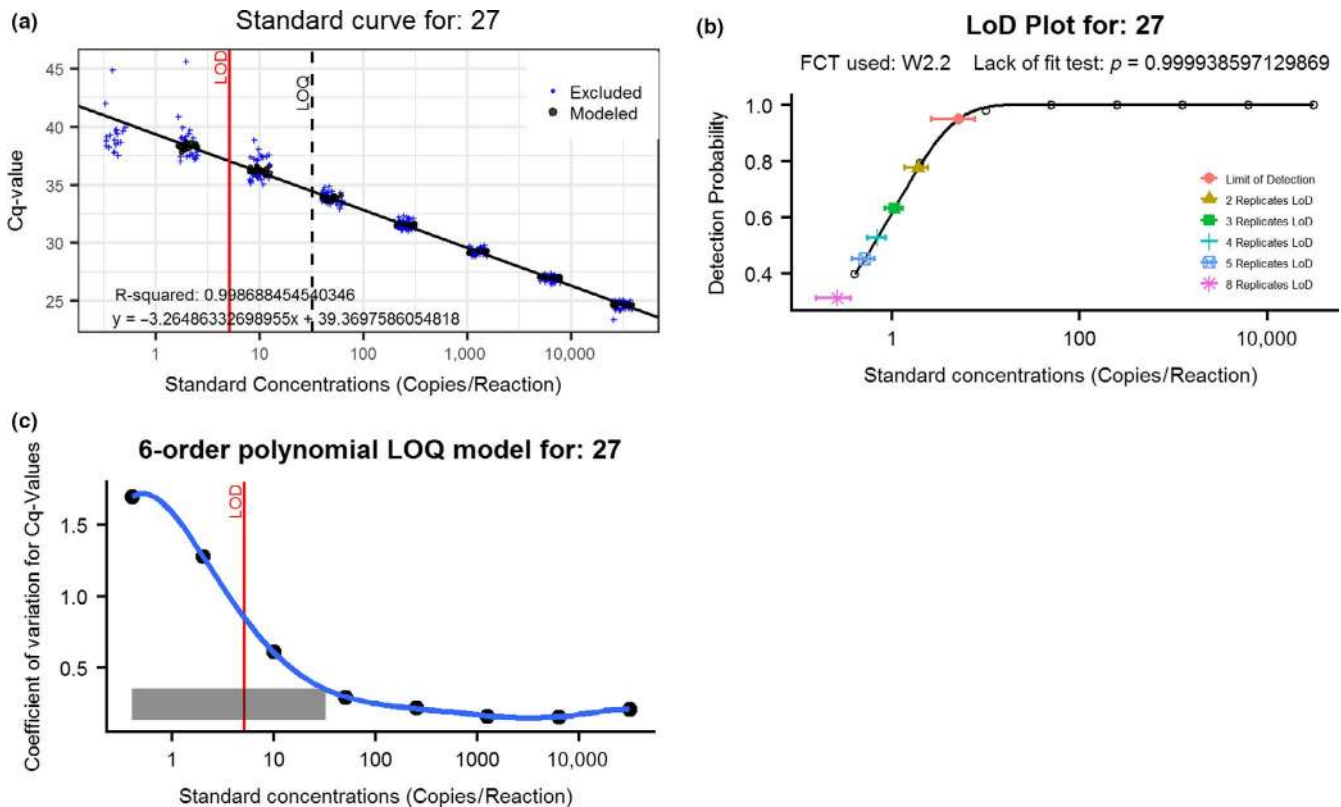 (a)
Standard curve for: 27
LOD
LOQ
Excluded
Modeled
45
40
35
30
25
Cq-value
R-squared: 0.998688454540346
y = −3.26486332698955x + 39.36975860545818
1
10
100
1,000
10,000
Standard Concentrations (Copies/Reaction)
(b)
LoD Plot for: 27
FCT used: W2.2 Lack of fit test: p = 0.999938597129869
1.0
0.8
0.6
0.4
Detection Probability
Limit of Detection
2 Replicates LoD
3 Replicates LoD
4 Replicates LoD
5 Replicates LoD
8 Replicates LoD
1
100
10,000
Standard concentrations (Copies/Reaction)
(c)
6-order polynomial LOQ model for: 27
LOD
1.5
1.0
0.5
Coefficient of variation for Cq-Values
1
10
100
1000
10,000
Standard concentrations (Copies/Reaction)